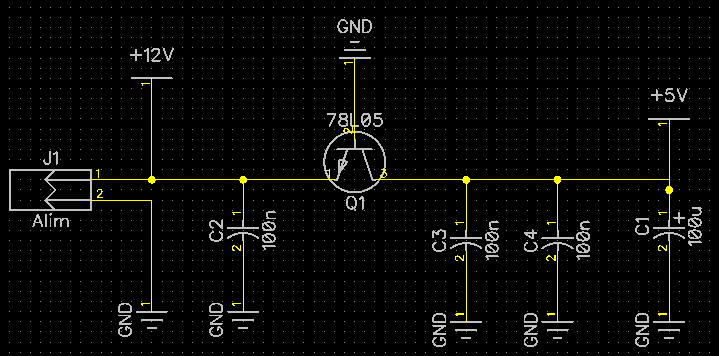 GND
1
+12V
1
78L05
2
+5V
1
J1
1
2
Alim
1
3
Q1
C2
1
2
100n
C3
1
2
100n
C4
1
2
100n
C1
1
+
2
100u
GND
1
GND
1
GND
1
GND
1
GND
1